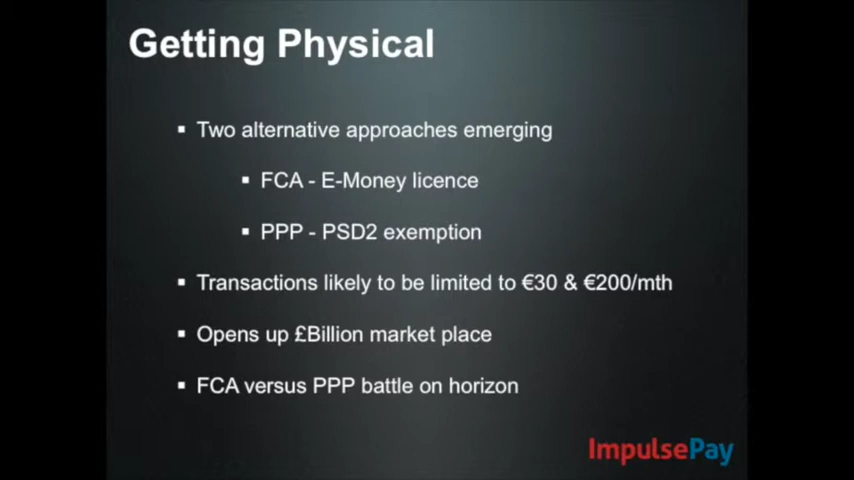 Getting Physical
▪ Two alternative approaches emerging
▪ FCA - E-Money licence
▪ PPP - PSD2 exemption
▪ Transactions likely to be limited to €30 & €200/mth
▪ Opens up £Billion market place
▪ FCA versus PPP battle on horizon
ImpulsePay